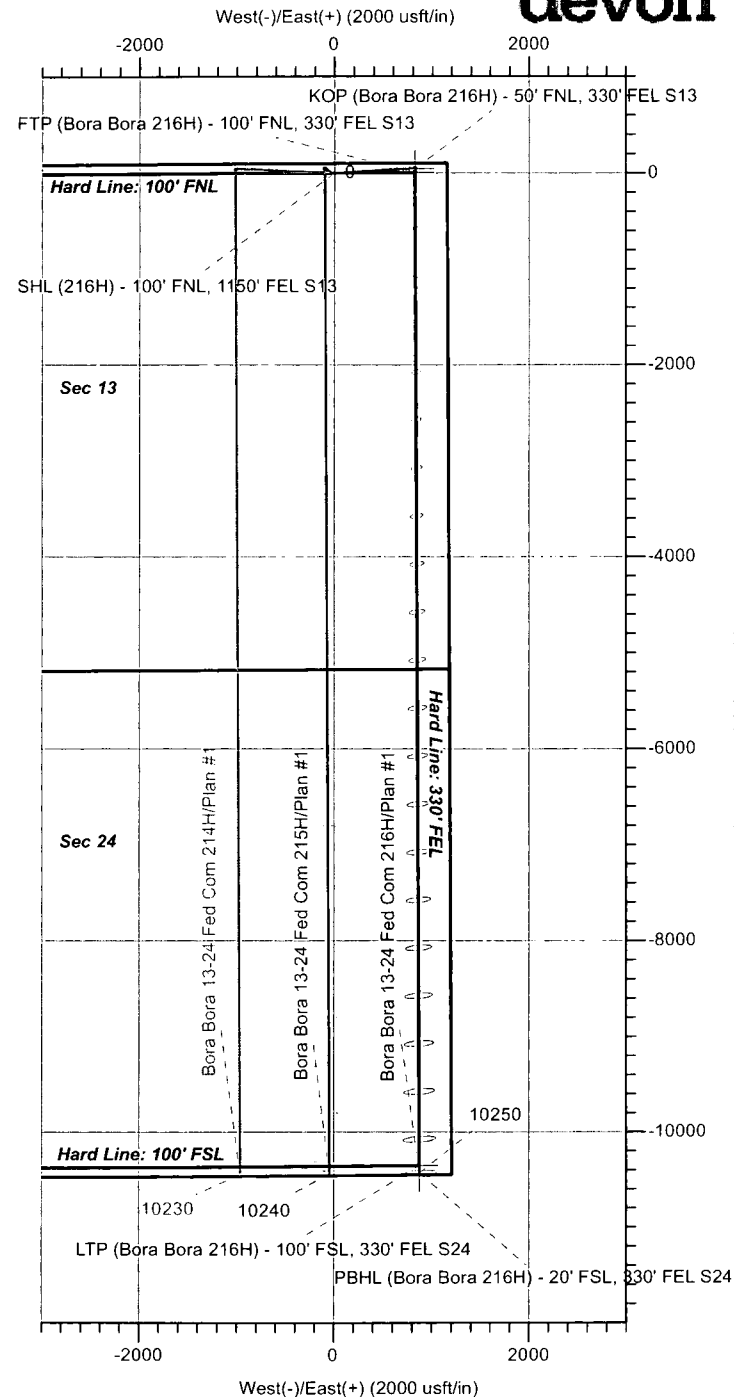 devon
West(-)/East(+) (2000 usft/in)
-2000 0 2000
KOP (Bora Bora 216H) - 50' FNL, 330' FEL S13
FTP (Bora Bora 216H) - 100' FNL, 330' FEL S13
0
0
Hard Line: 100' FNL
SHL (216H) - 100' FNL, 1150' FEL S13
-2000
Sec 13
-4000
Hard Line: 330' FEL
-6000
Bora Bora 13-24 Fed Com 214H/Plan #1
Bora Bora 13-24 Fed Com 215H/Plan #1
Bora Bora 13-24 Fed Com 216H/Plan #1
Sec 24
-8000
10250
-10000
Hard Line: 100' FSL
10230 10240
LTP (Bora Bora 216H) - 100' FSL, 330' FEL S24
PBHL (Bora Bora 216H) - 20' FSL, 330' FEL S24
-2000 0 2000
West(-)/East(+) (2000 usft/in)